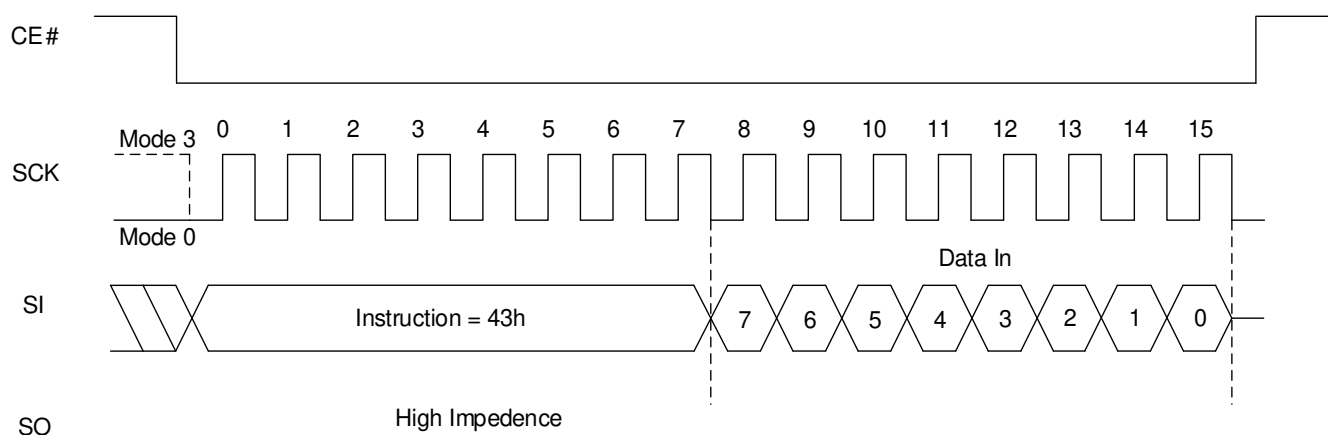 CE#
0 1 2 3 4 5 6 7 8 9 10 11 12 13 14 15
Mode 3
SCK
Mode 0
Data In
SI
Instruction = 43h
7 6 5 4 3 2 1 0
High Impedence
SO